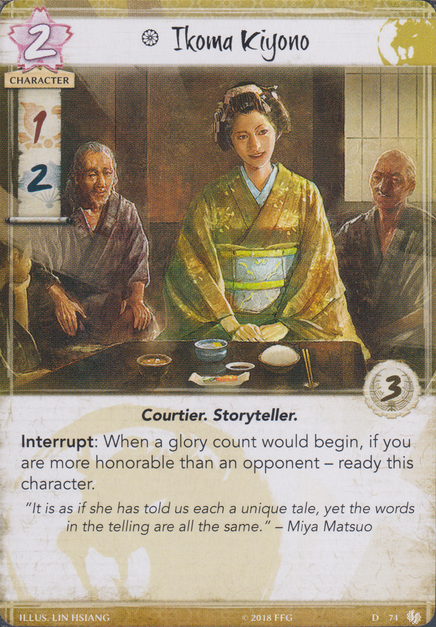 2
Ikoma Kiyono
CHARACTER
1
2
3
Courtier. Storyteller.
Interrupt: When a glory count would begin, if you
are more honorable than an opponent – ready this
character.
"It is as if she has told us each a unique tale, yet the words
in the telling are all the same." – Miya Matsuo
ILLUS. LIN HSIANG
© 2018 FFG
D 74